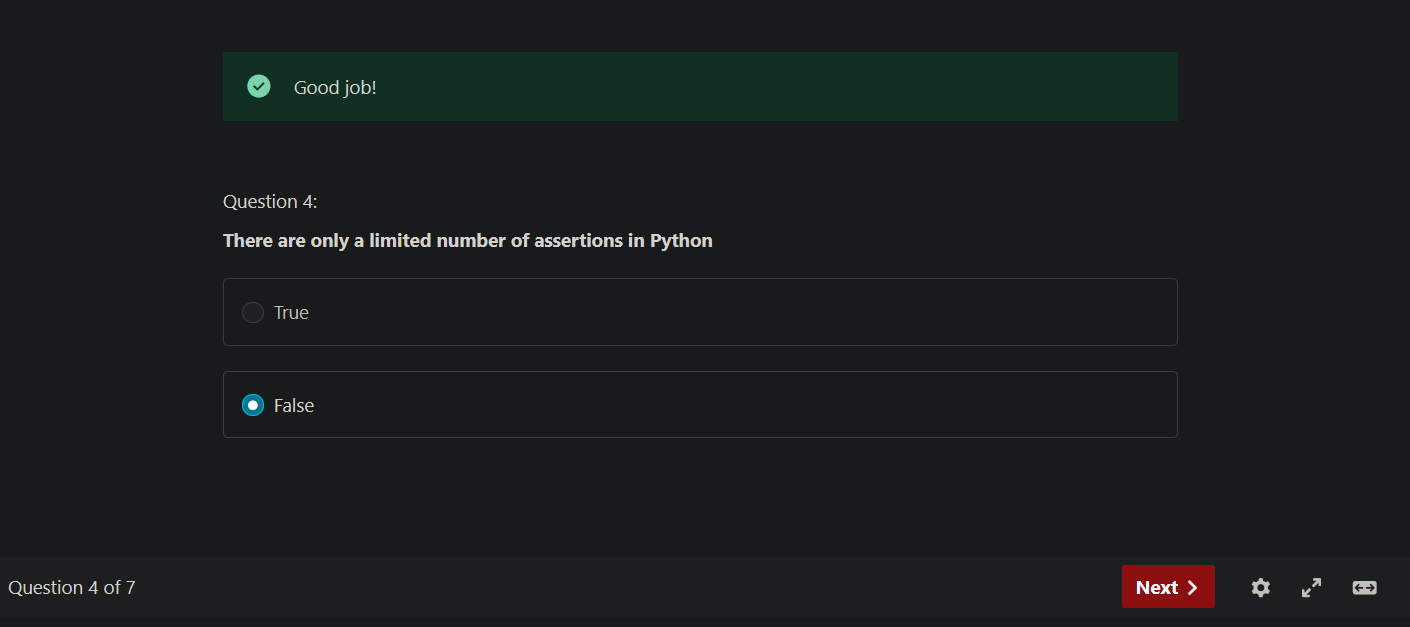 Good job!
Question 4:
There are only a limited number of assertions in Python
True
False
Question 4 of 7
Next